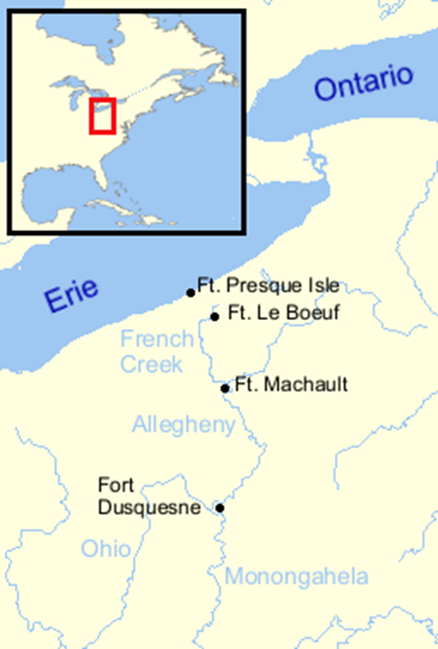 Ontario
Erie
Ft. Presque Isle
Ft. Le Boeuf
French
Creek
Ft. Machault
Allegheny
Fort
Dusquesne
Ohio
Monongahela